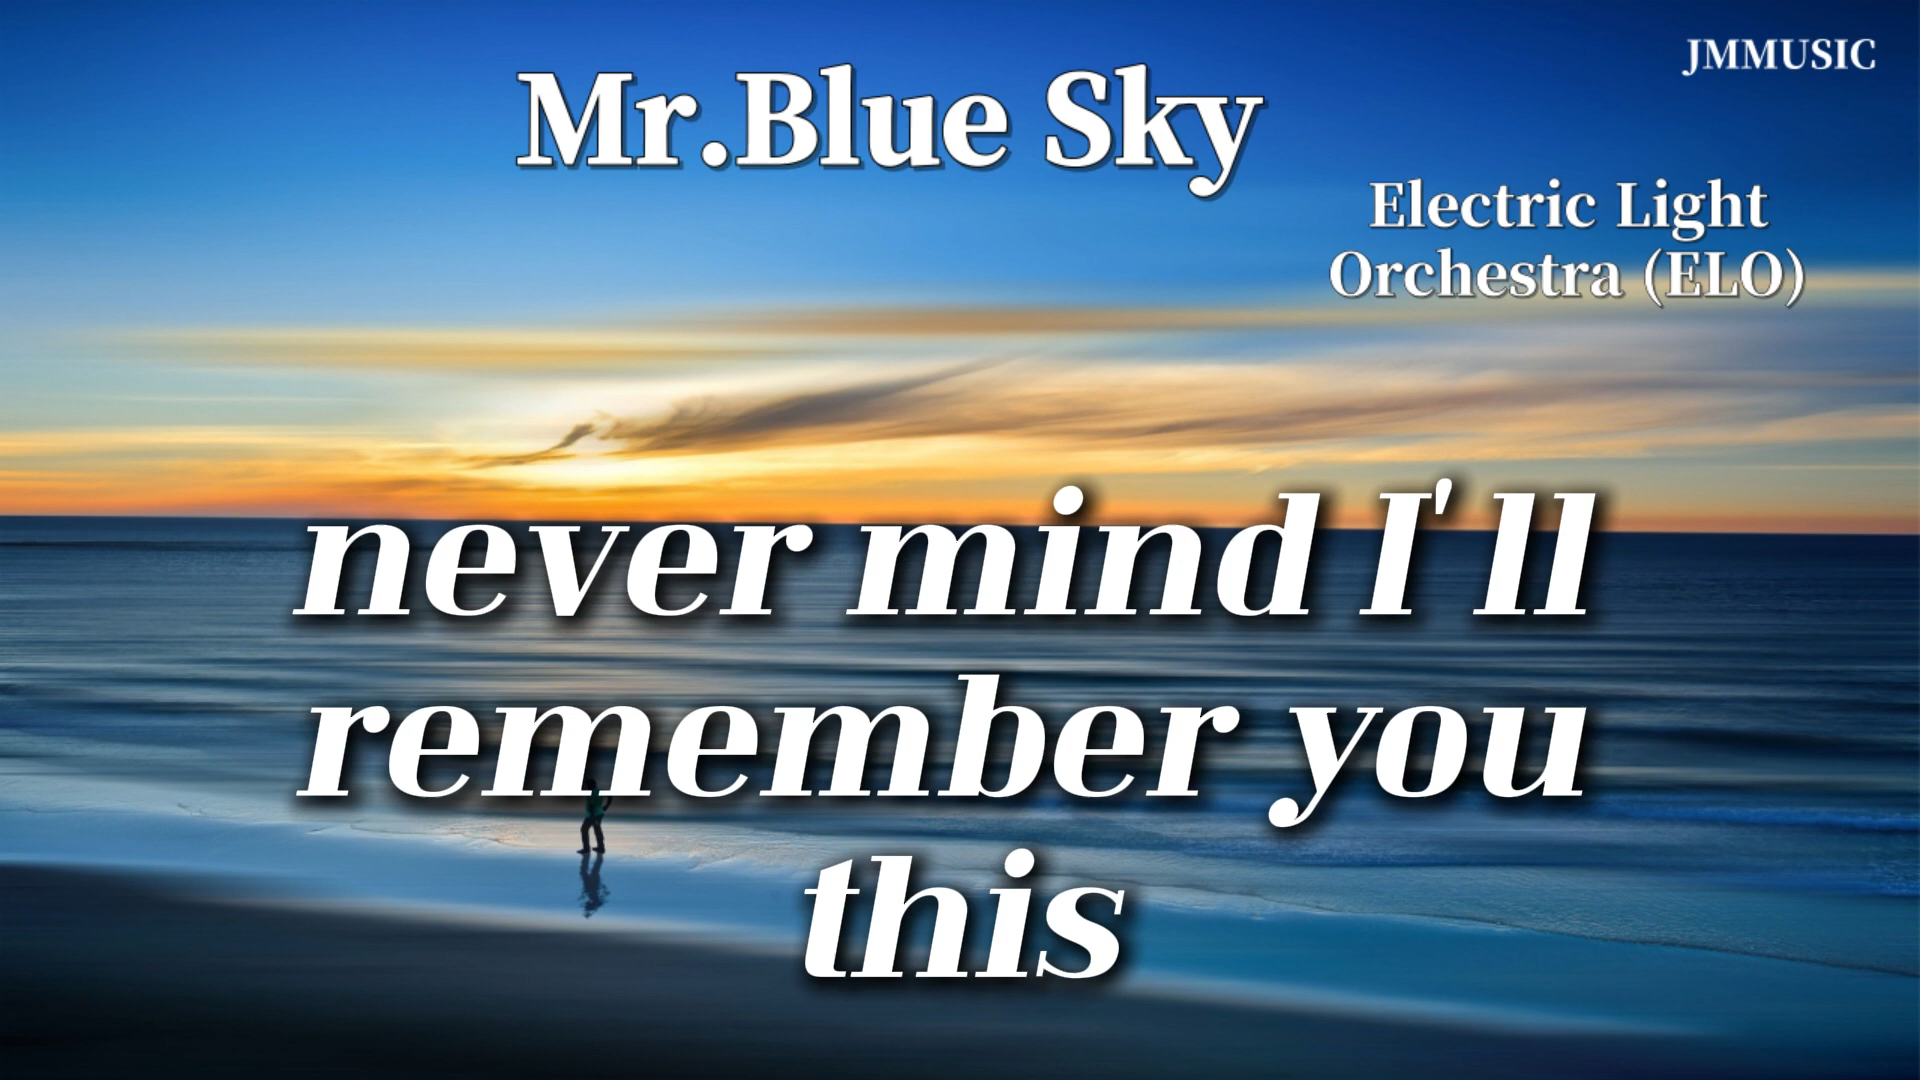 JMMUSIC
Mr.Blue Sky
Electric Light
Orchestra (ELO)
never mind I'll
remember you
this